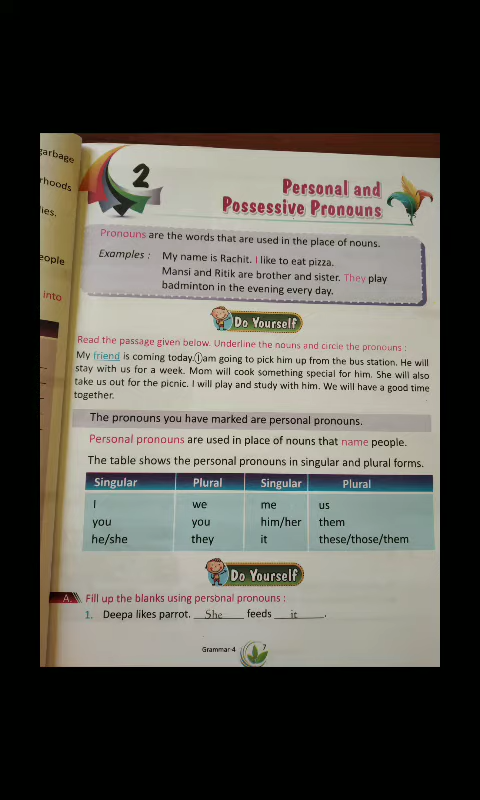 garbage
rhoods
ies.
eople
into
2
Personal and
Possessive Pronouns
Pronouns are the words that are used in the place of nouns.
Examples : My name is Rachit. I like to eat pizza.
Mansi and Ritik are brother and sister. They play
badminton in the evening every day.
Do Yourself
Read the passage given below. Underline the nouns and circle the pronouns :
My friend is coming today. I am going to pick him up from the bus station. He will
stay with us for a week. Mom will cook something special for him. She will also
take us out for the picnic. I will play and study with him. We will have a good time
together.
The pronouns you have marked are personal pronouns.
Personal pronouns are used in place of nouns that name people.
The table shows the personal pronouns in singular and plural forms.
Singular Plural Singular Plural
I we me us
you you him/her them
he/she they it these/those/them
Do Yourself
A Fill up the blanks using personal pronouns :
1. Deepa likes parrot. She feeds it .
Grammar-4 7